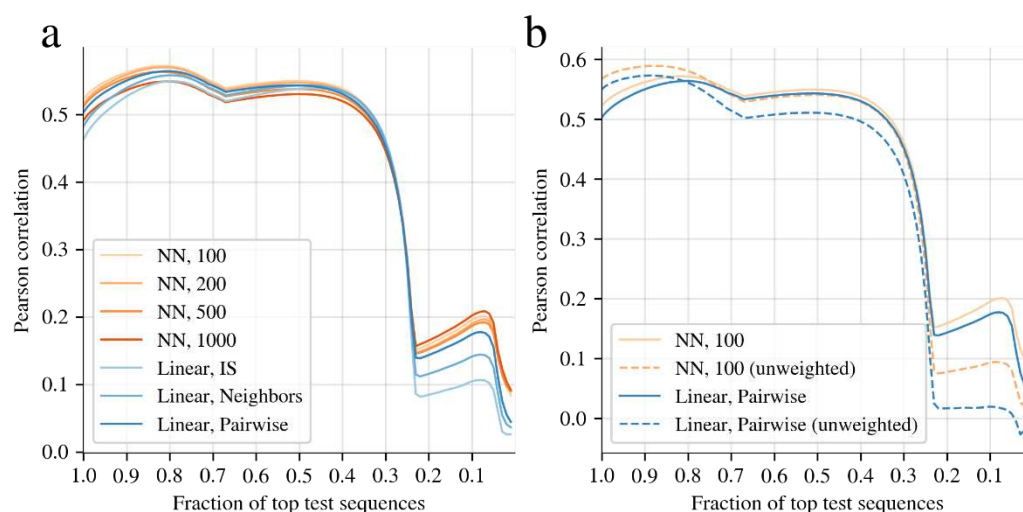 a
Pearson correlation
0.5
0.4
0.3
0.2
0.1
0.0
NN, 100
NN, 200
NN, 500
NN, 1000
Linear, IS
Linear, Neighbors
Linear, Pairwise
1.0 0.9 0.8 0.7 0.6 0.5 0.4 0.3 0.2 0.1
Fraction of top test sequences
b
Pearson correlation
0.6
0.5
0.4
0.3
0.2
0.1
0.0
NN, 100
NN, 100 (unweighted)
Linear, Pairwise
Linear, Pairwise (unweighted)
1.0 0.9 0.8 0.7 0.6 0.5 0.4 0.3 0.2 0.1
Fraction of top test sequences